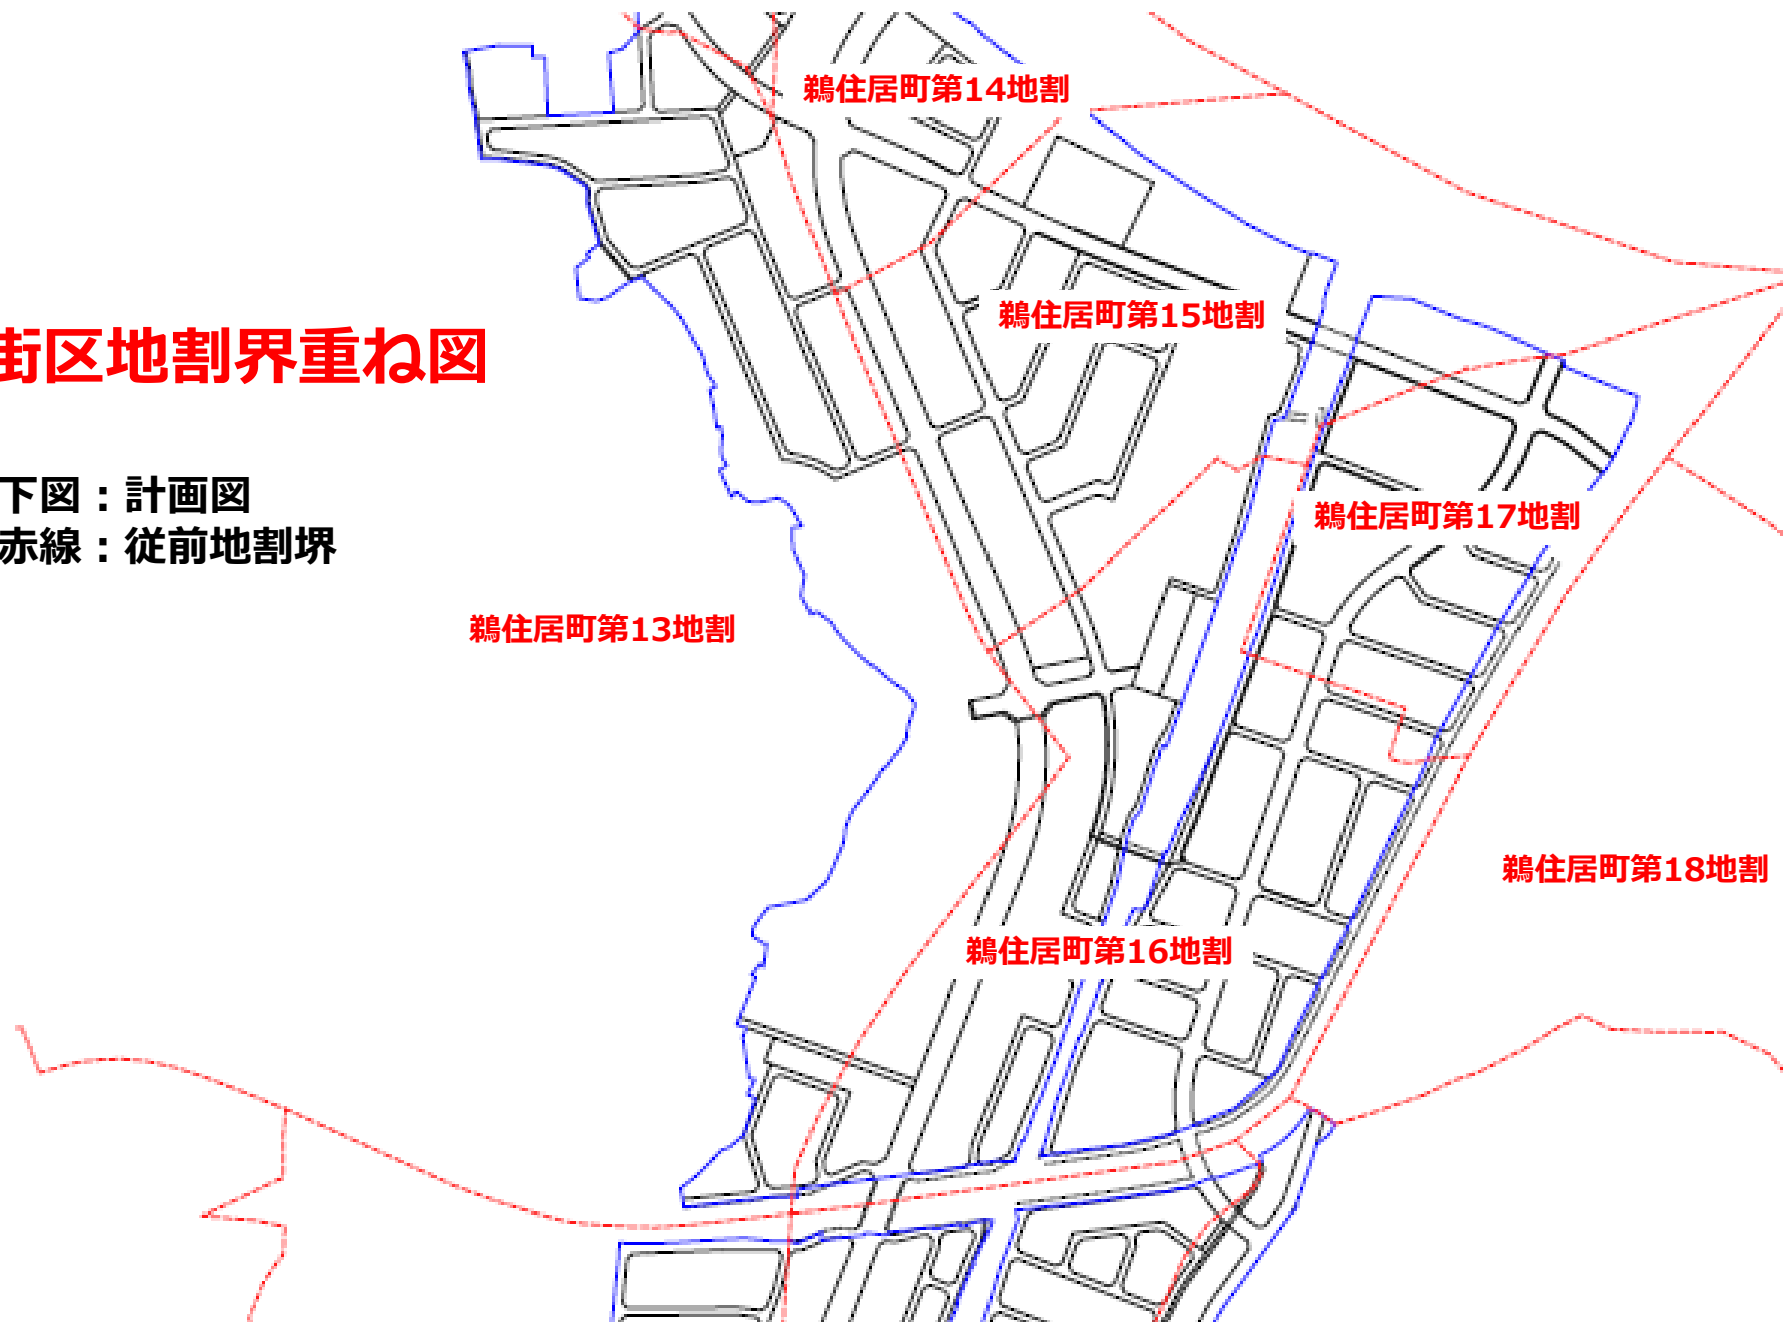 鵜住居町第14地割
鵜住居町第15地割
街区地割界重ね図
下図：計画図
赤線：従前地割堺
鵜住居町第17地割
鵜住居町第13地割
鵜住居町第18地割
鵜住居町第16地割